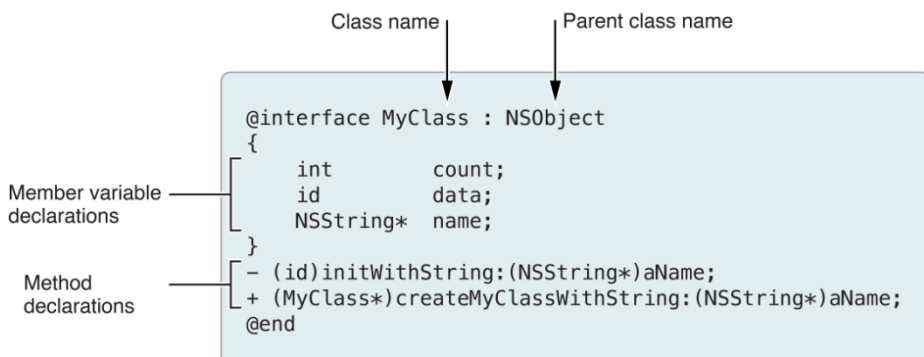 Class name
Parent class name
@interface MyClass : NSObject
{
int count;
id data;
NSString* name;
}
Member variable
declarations
- (id)initWithString:(NSString*)aName;
+ (MyClass*)createMyClassWithString:(NSString*)aName;
@end
Method
declarations